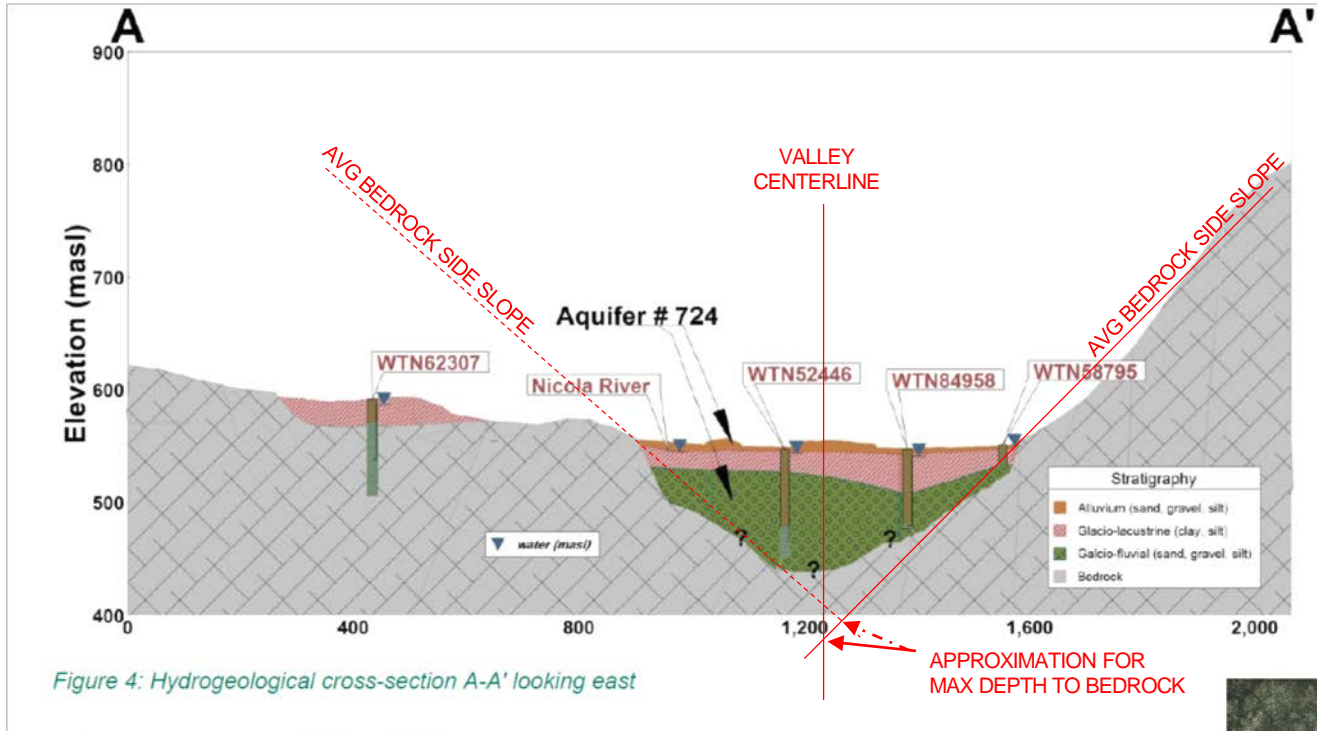 A
A'
900
800
700
600
500
400
Elevation (masl)
AVG BEDROCK SIDE SLOPE
VALLEY
CENTERLINE
AVG BEDROCK SIDE SLOPE
Aquifer # 724
WTN62307
Nicola River
WTN52446
WTN84958
WTN58795
Stratigraphy
Alluvium (sand, gravel, silt)
Glacio-lacustrine (clay, silt)
Galcio-fluvial (sand, gravel, silt)
Bedrock
water (masl)
?
?
?
0
400
800
1,200
1,600
2,000
APPROXIMATION FOR
MAX DEPTH TO BEDROCK
Figure 4: Hydrogeological cross-section A-A' looking east